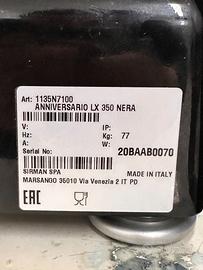 Art: 1135N7100
ANNIVERSARIO LX 350 NERA
V: IP:
Hz: Kg: 77
A: W:
Serial No: 20BAAB0070
SIRMAN SPA MADE IN ITALY
MARSANGO 35010 Via Venezia 2 IT PD
EAC